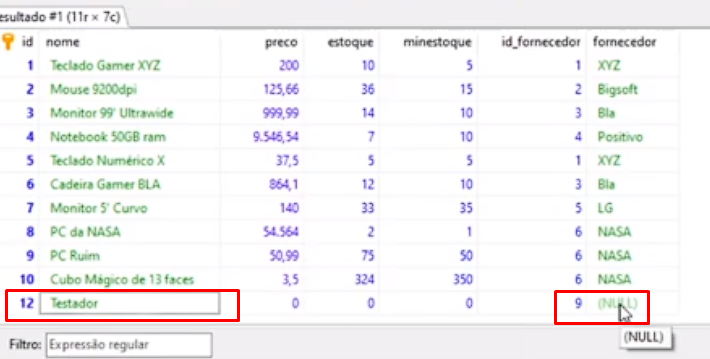 esultado #1 (11r × 7c)
id nome preco estoque minestoque id_fornecedor fornecedor
1 Teclado Gamer XYZ 200 10 5 1 XYZ
2 Mouse 9200dpi 125,66 36 15 2 Bigsoft
3 Monitor 99' Ultrawide 999,99 14 10 3 Bla
4 Notebook 50GB ram 9.546,54 7 10 4 Positivo
5 Teclado Numérico X 37,5 5 5 1 XYZ
6 Cadeira Gamer BLA 864,1 12 10 3 Bla
7 Monitor 5' Curvo 140 33 35 5 LG
8 PC da NASA 54.564 2 1 6 NASA
9 PC Ruim 50,99 75 50 6 NASA
10 Cubo Mágico de 13 faces 3,5 324 350 6 NASA
12 Testador 0 0 0 9 (NULL)
(NULL)
Filtro: Expressão regular